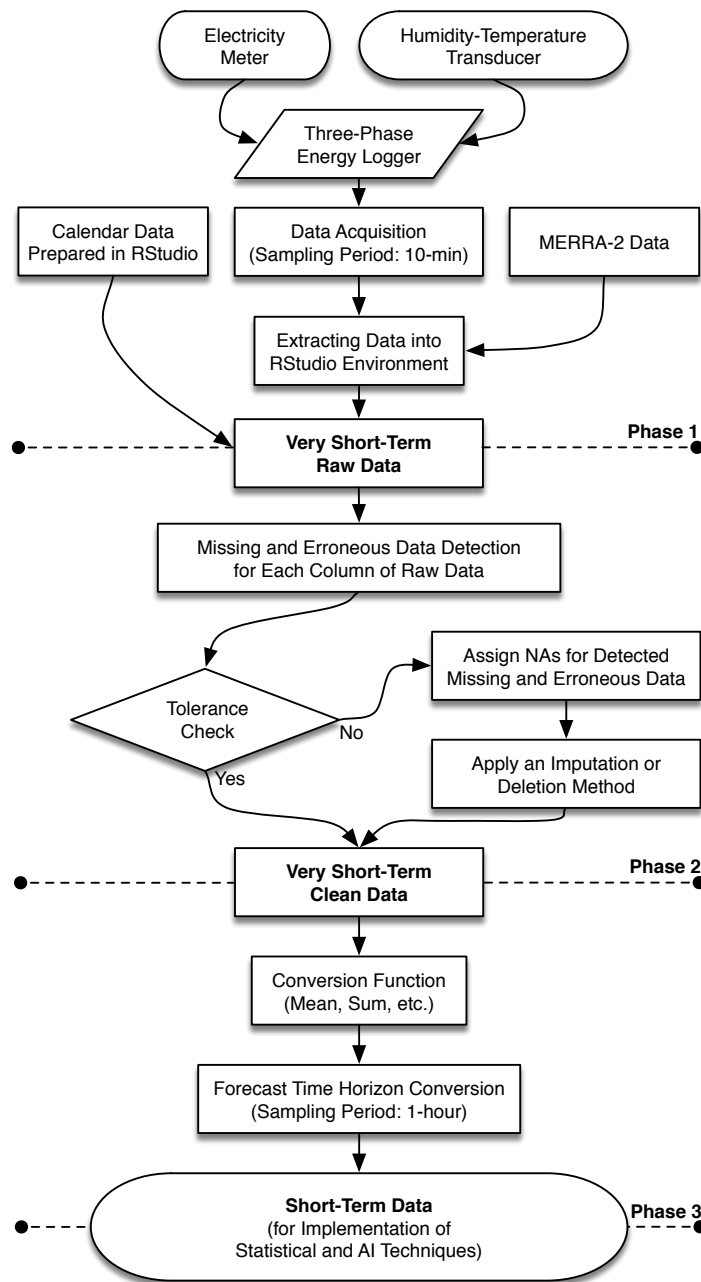 Electricity
Meter
Humidity-Temperature
Transducer
Three-Phase
Energy Logger
Calendar Data
Prepared in RStudio
Data Acquisition
(Sampling Period: 10-min)
MERRA-2 Data
Extracting Data into
RStudio Environment
Very Short-Term
Raw Data
Phase 1
Missing and Erroneous Data Detection
for Each Column of Raw Data
Tolerance
Check
No
Yes
Assign NAs for Detected
Missing and Erroneous Data
Apply an Imputation or
Deletion Method
Very Short-Term
Clean Data
Phase 2
Conversion Function
(Mean, Sum, etc.)
Forecast Time Horizon Conversion
(Sampling Period: 1-hour)
Short-Term Data
(for Implementation of
Statistical and AI Techniques)
Phase 3